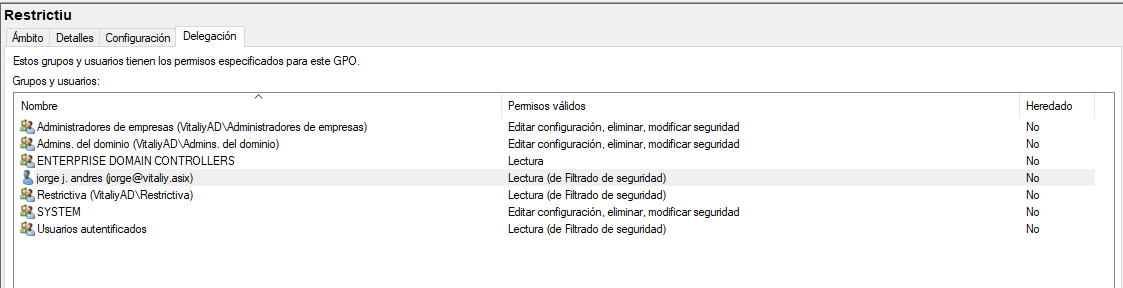 Restrictiu
Ámbito Detalles Configuración Delegación
Estos grupos y usuarios tienen los permisos especificados para este GPO.
Grupos y usuarios:
Nombre Permisos válidos Heredado
Administradores de empresas (VitaliyAD\Administradores de empresas) Editar configuración, eliminar, modificar seguridad No
Admins. del dominio (VitaliyAD\Admins. del dominio) Editar configuración, eliminar, modificar seguridad No
ENTERPRISE DOMAIN CONTROLLERS Lectura No
jorge j. andres (jorge@vitaliy.asix) Lectura (de Filtrado de seguridad) No
Restrictiva (VitaliyAD\Restrictiva) Lectura (de Filtrado de seguridad) No
SYSTEM Editar configuración, eliminar, modificar seguridad No
Usuarios autentificados Lectura (de Filtrado de seguridad) No